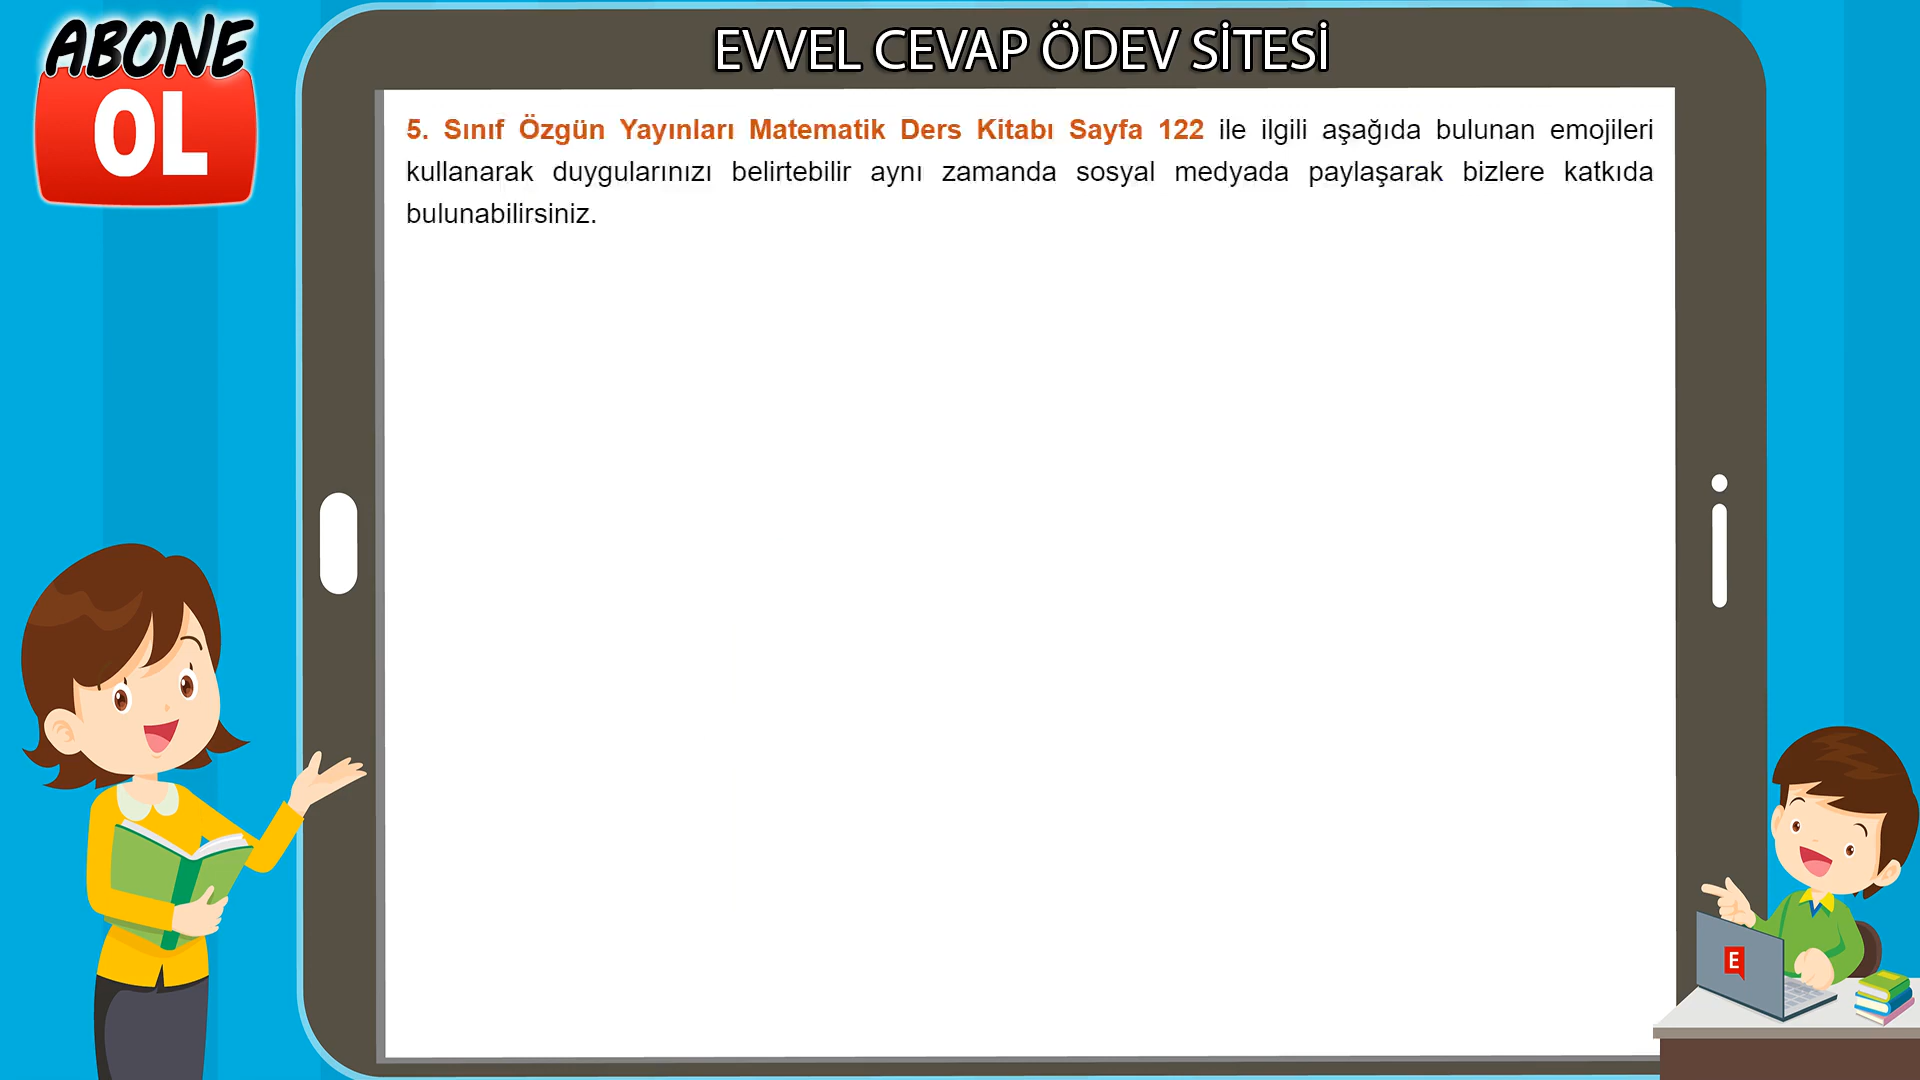 ABONE
OL
EVVEL CEVAP ÖDEV SİTESİ
5. Sınıf Özgün Yayınları Matematik Ders Kitabı Sayfa 122 ile ilgili aşağıda bulunan emojileri
kullanarak duygularınızı belirtebilir aynı zamanda sosyal medyada paylaşarak bizlere katkıda
bulunabilirsiniz.
E